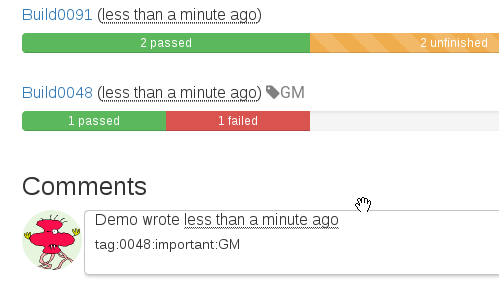 Build0091 (less than a minute ago)
2 passed 2 unfinished
Build0048 (less than a minute ago) GM
1 passed 1 failed
Comments
Demo wrote less than a minute ago
tag:0048:important:GM